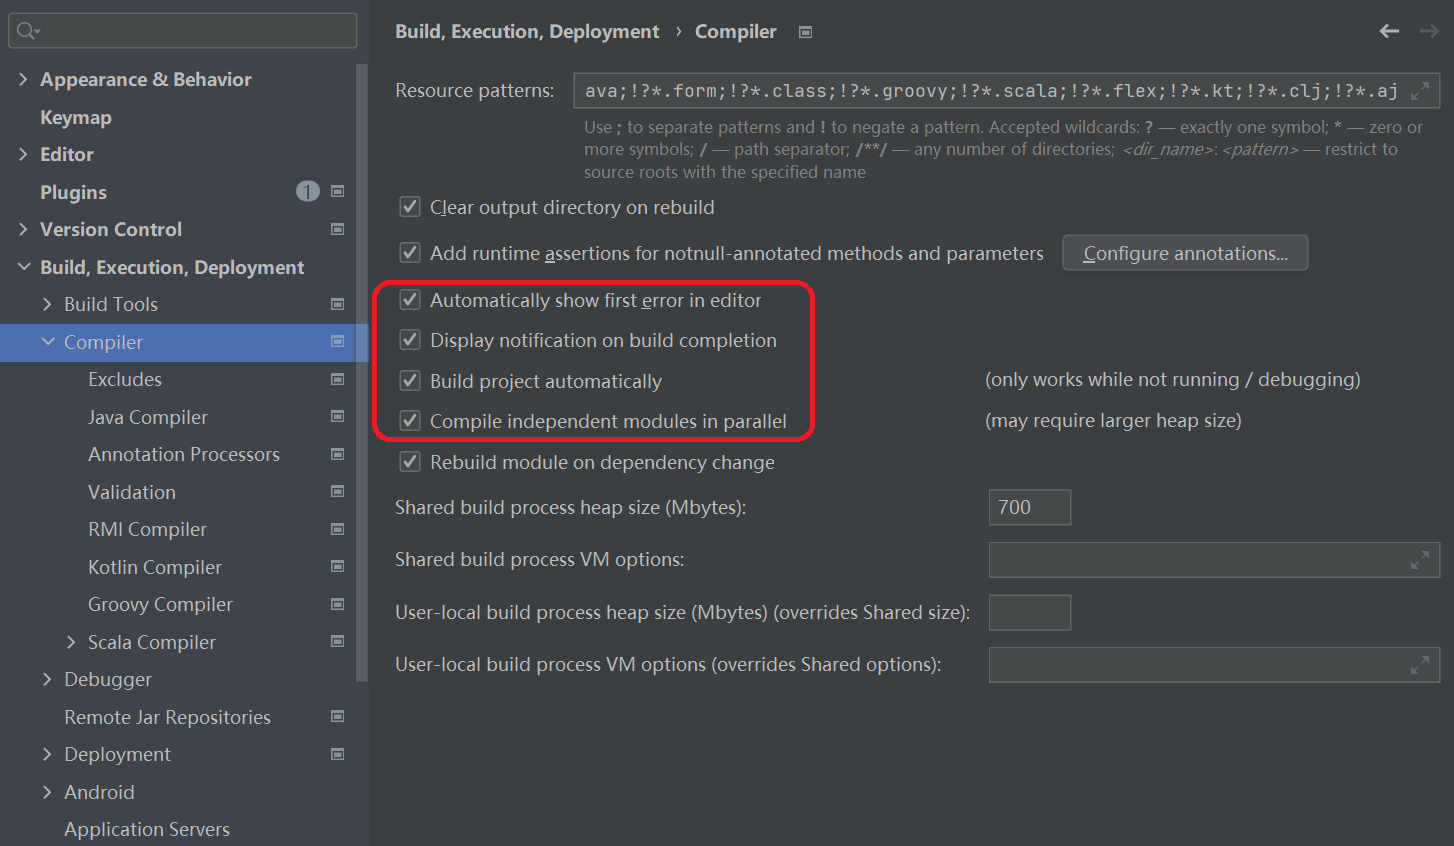 Appearance & Behavior
Keymap
Editor
Plugins 1
Version Control
Build, Execution, Deployment
Build Tools
Compiler
Excludes
Java Compiler
Annotation Processors
Validation
RMI Compiler
Kotlin Compiler
Groovy Compiler
Scala Compiler
Debugger
Remote Jar Repositories
Deployment
Android
Application Servers
Build, Execution, Deployment › Compiler
Resource patterns: ava;!?*.form;!?*.class;!?*.groovy;!?*.scala;!?*.flex;!?*.kt;!?*.clj;!?*.aj
Use ; to separate patterns and ! to negate a pattern. Accepted wildcards: ? — exactly one symbol; * — zero or
more symbols; / — path separator; /**/ — any number of directories; <dir_name>:<pattern> — restrict to
source roots with the specified name
Clear output directory on rebuild
Add runtime assertions for notnull-annotated methods and parameters Configure annotations...
Automatically show first error in editor
Display notification on build completion
Build project automatically (only works while not running / debugging)
Compile independent modules in parallel (may require larger heap size)
Rebuild module on dependency change
Shared build process heap size (Mbytes): 700
Shared build process VM options:
User-local build process heap size (Mbytes) (overrides Shared size):
User-local build process VM options (overrides Shared options):